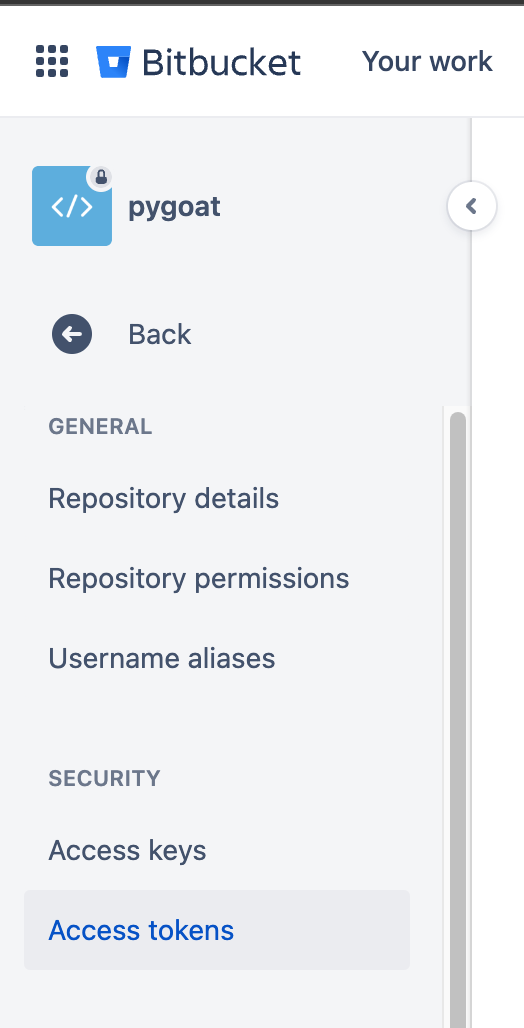 Bitbucket
Your work
</>
pygoat
Back
GENERAL
Repository details
Repository permissions
Username aliases
SECURITY
Access keys
Access tokens